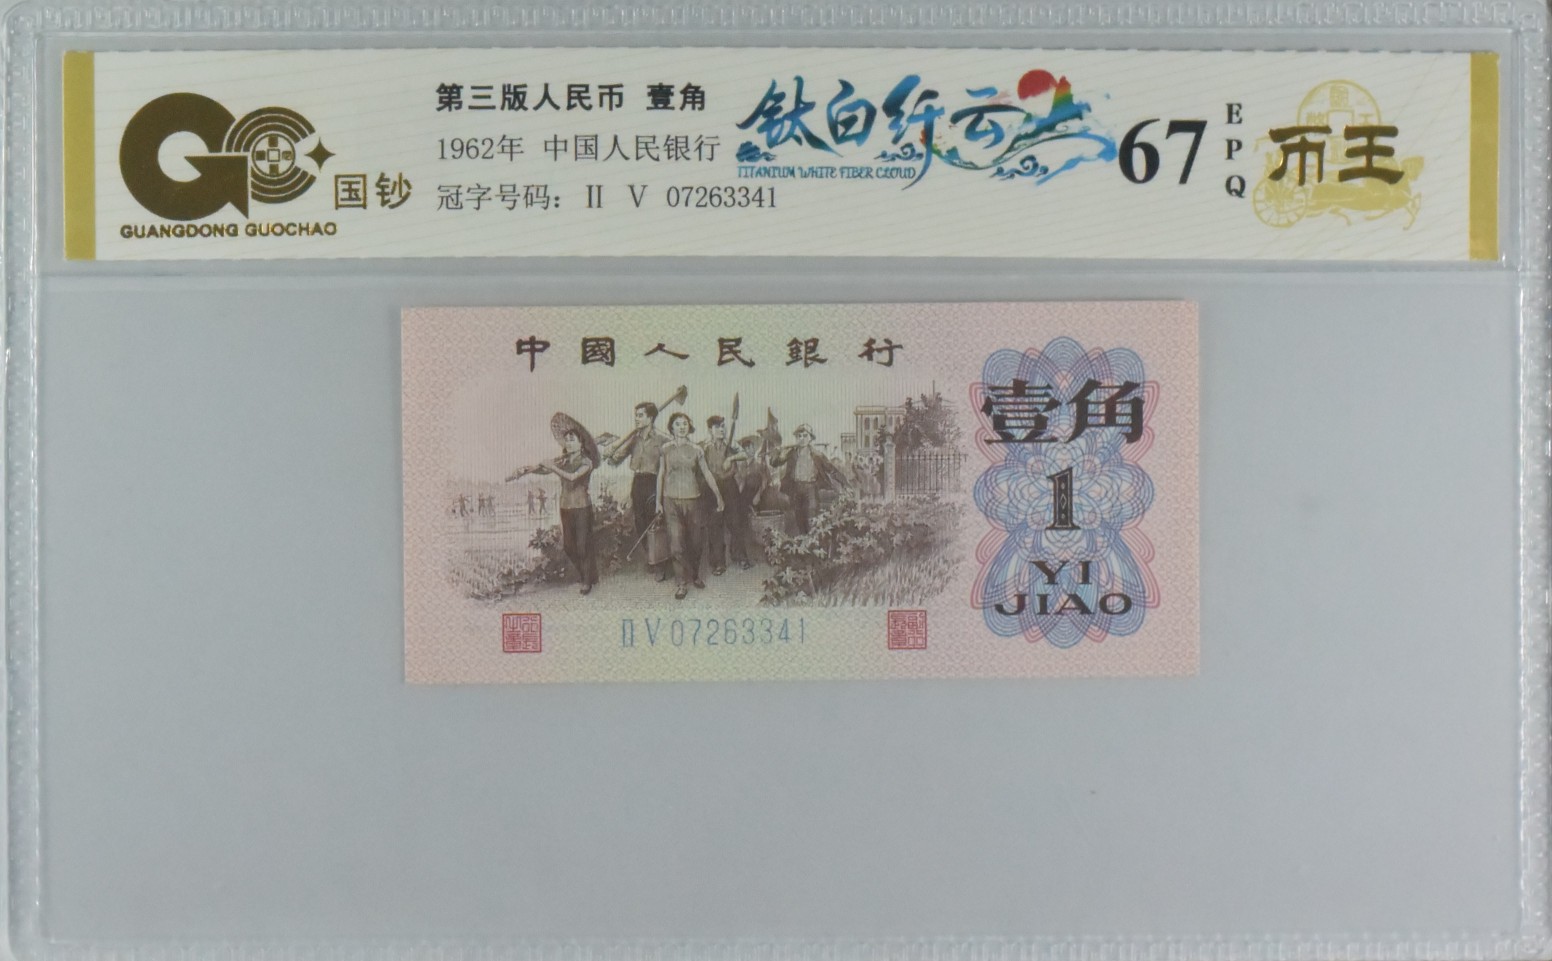 第三版人民币 壹角
1962年 中国人民银行
冠字号码: II V 07263341
国钞
GUANGDONG GUOCHAO
钛白纤云
TITANIUM WHITE FIBER CLOUD
67
EPQ
币王
中國人民銀行
壹角
1
YI
JIAO
II V 07263341